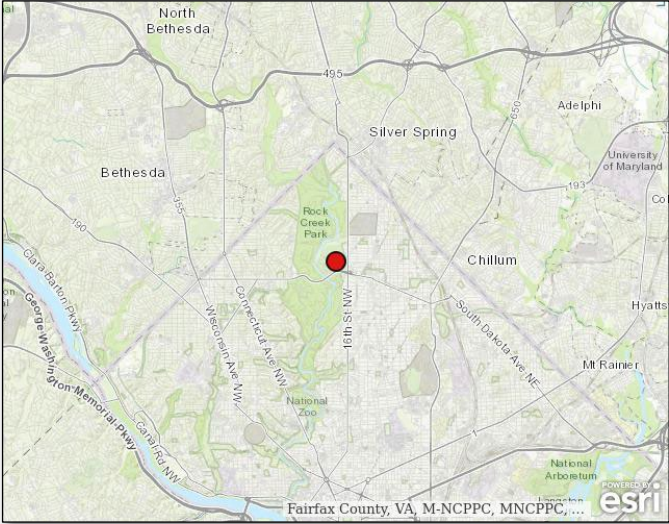 North
Bethesda
495
650
Adelphi
Silver Spring
University
of Maryland
Bethesda
355
193
190
Rock
Creek
Park
Clara Barton Pkwy
Chillum
George Washington Memorial Pkwy
Wisconsin Ave NW
Connecticut Ave NW
16th St NW
South Dakota Ave NE
Hyatts
Mt Rainier
National
Zoo
Canal Rd NW
National
Arboretum
POWERED BY
esri
Fairfax County, VA, M-NCPPC, MNCPPC, ...